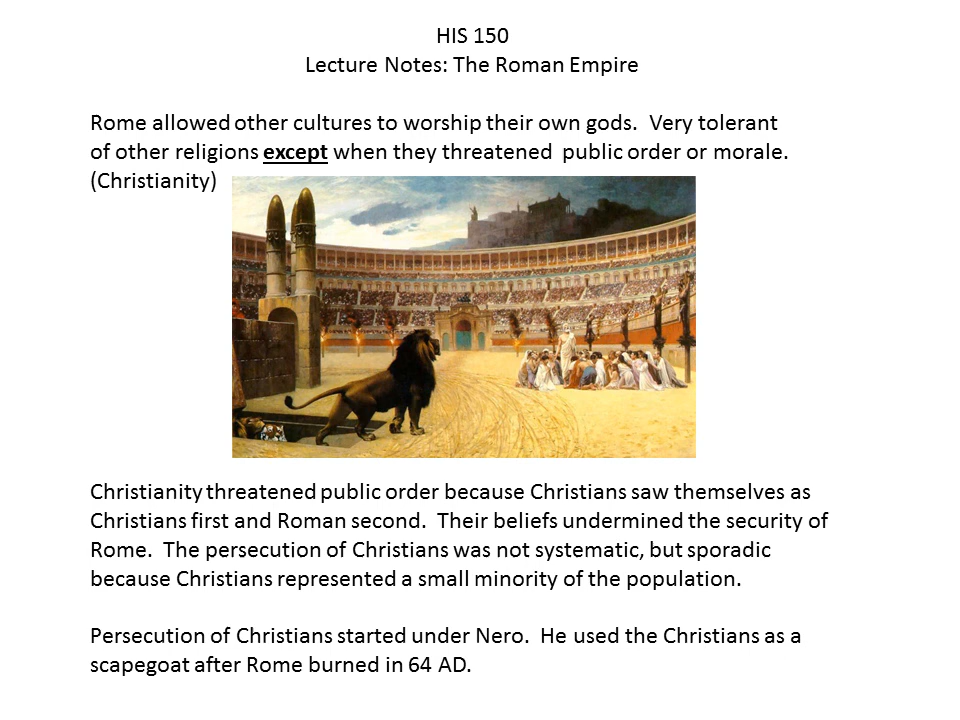 HIS 150
Lecture Notes: The Roman Empire
Rome allowed other cultures to worship their own gods.  Very tolerant
of other religions except when they threatened  public order or morale.
(Christianity)
Christianity threatened public order because Christians saw themselves as
Christians first and Roman second.  Their beliefs undermined the security of
Rome.  The persecution of Christians was not systematic, but sporadic
because Christians represented a small minority of the population.
Persecution of Christians started under Nero.  He used the Christians as a
scapegoat after Rome burned in 64 AD.